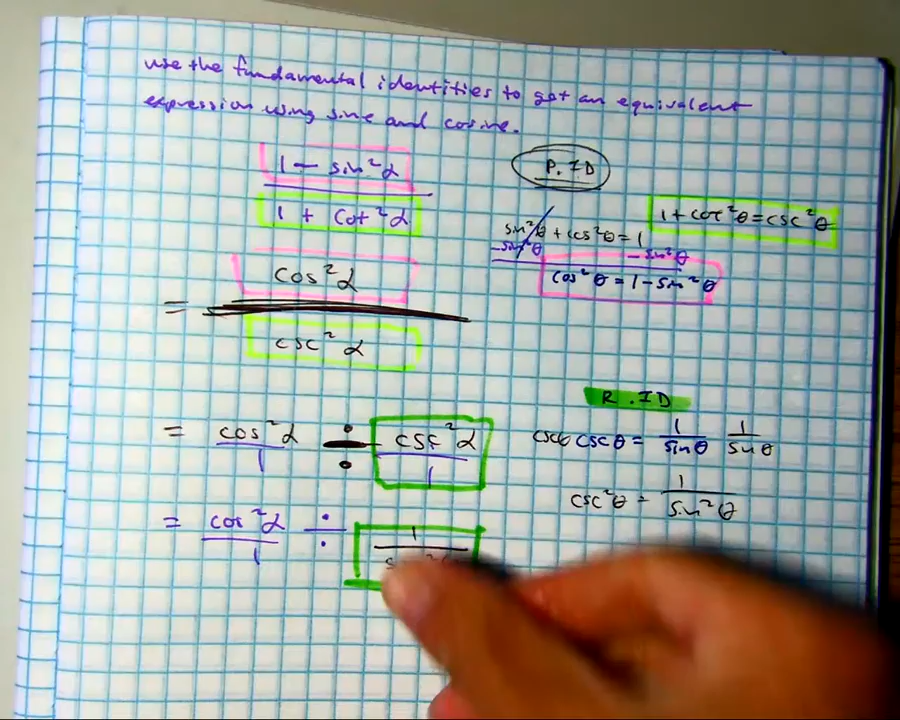 use the fundamental identities to get an equivalent
expression using sine and cosine.
1 - sin²α
1 + cot²α
P. ID
sin²θ + cos²θ = 1
-sin²θ -sin²θ
cos²θ = 1 - sin²θ
1 + cot²θ = csc²θ
= cos²α
csc²α
R. ID
= cos²α ÷ csc²α
1 1
cscθ cscθ = 1 1
sinθ sinθ
csc²θ = 1
sin²θ
= cos²α ÷ 1
1